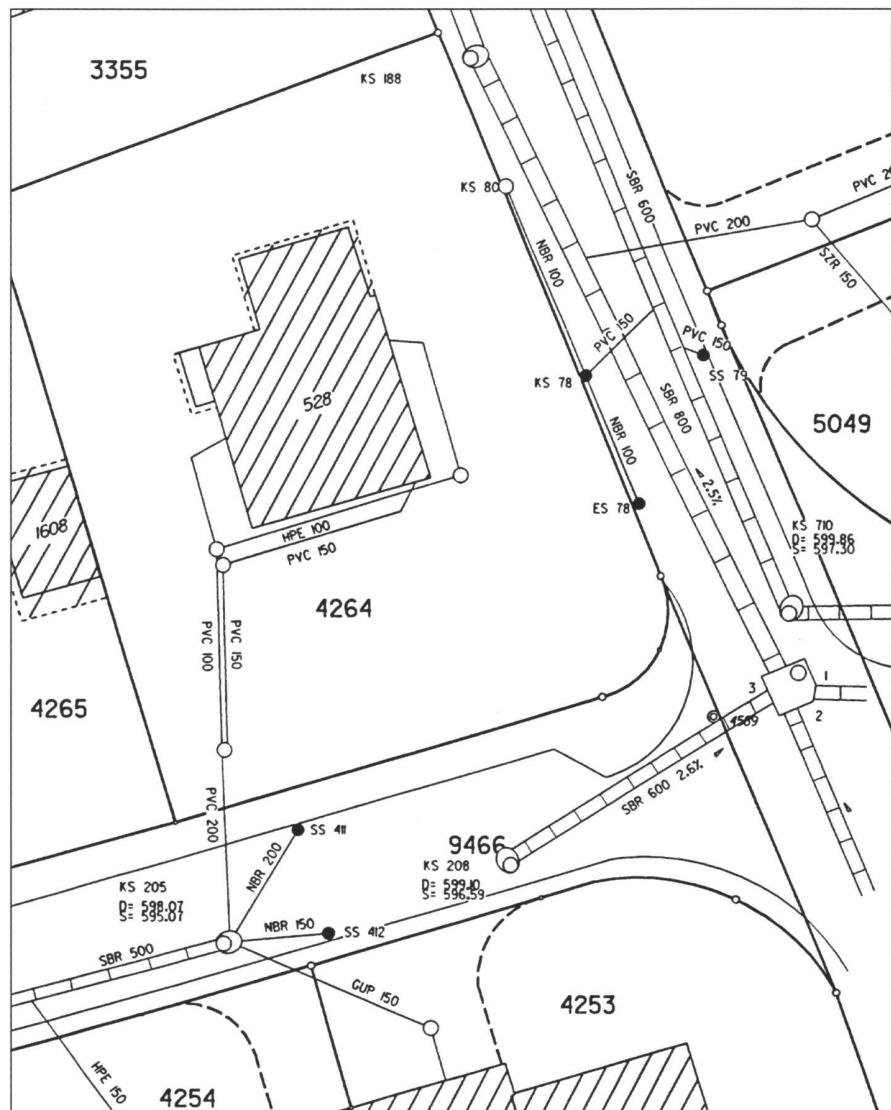 3355
KS 188
KS 80
SBR 600
PVC 200
NBR 100
SZR 150
PVC 150
PVC 150
SS 79
KS 78
528
NBR 100
SBR 800
5049
2.5%
ES 78
1608
HPE 100
PVC 150
KS 710
D= 599.86
S= 597.30
4264
PVC 100
PVC 150
4265
3
1
2
4589
SBR 600 2.6%
PVC 200
SS 411
NBR 200
9466
KS 208
D= 599.10
S= 596.59
KS 205
D= 598.07
S= 595.07
NBR 150
SS 412
SBR 500
GUP 150
4253
HPE 150
4254